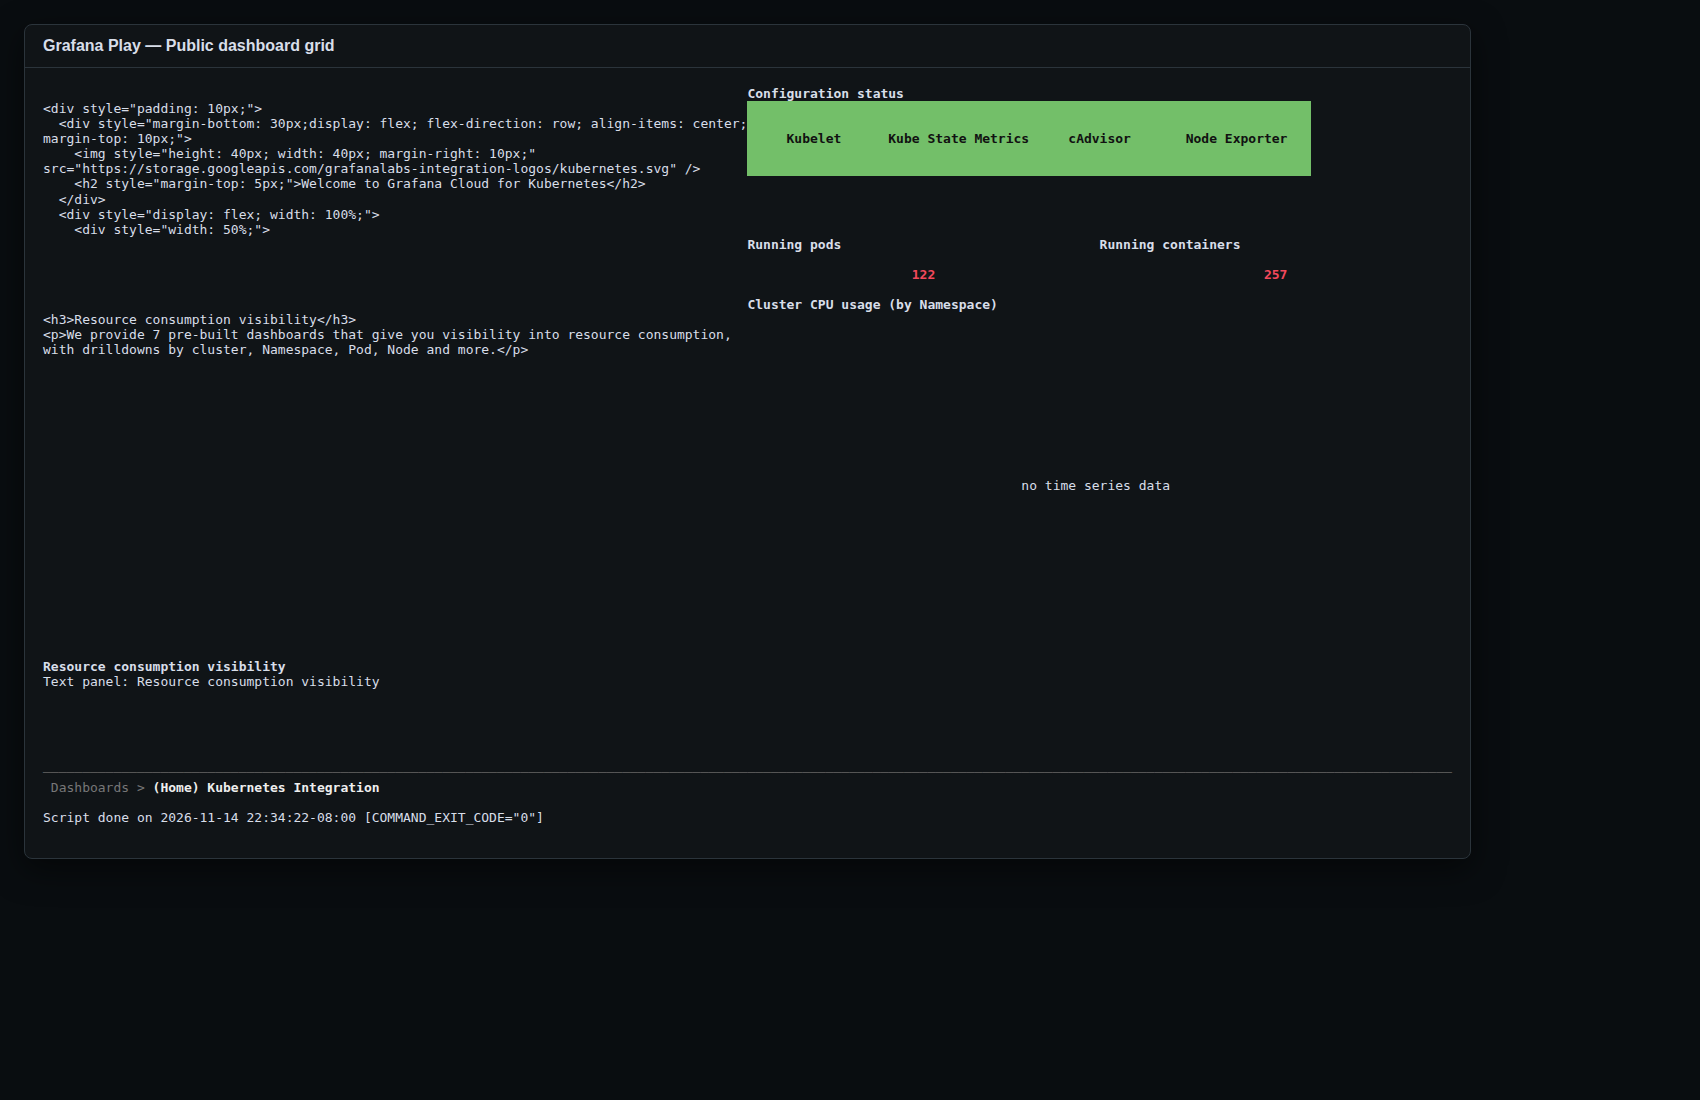 Grafana Play — Public dashboard grid
Configuration status
<div style="padding: 10px;">
  <div style="margin-bottom: 30px;display: flex; flex-direction: row; align-items: center;
margin-top: 10px;">
    <img style="height: 40px; width: 40px; margin-right: 10px;"
src="https://storage.googleapis.com/grafanalabs-integration-logos/kubernetes.svg" />
    <h2 style="margin-top: 5px;">Welcome to Grafana Cloud for Kubernetes</h2>
  </div>
  <div style="display: flex; width: 100%;">
    <div style="width: 50%;">
Kubelet Kube State Metrics cAdvisor Node Exporter
Running pods Running containers
122 257
Cluster CPU usage (by Namespace)
<h3>Resource consumption visibility</h3>
<p>We provide 7 pre-built dashboards that give you visibility into resource consumption,
with drilldowns by cluster, Namespace, Pod, Node and more.</p>
no time series data
Resource consumption visibility
Text panel: Resource consumption visibility
Dashboards > (Home) Kubernetes Integration
Script done on 2026-11-14 22:34:22-08:00 [COMMAND_EXIT_CODE="0"]